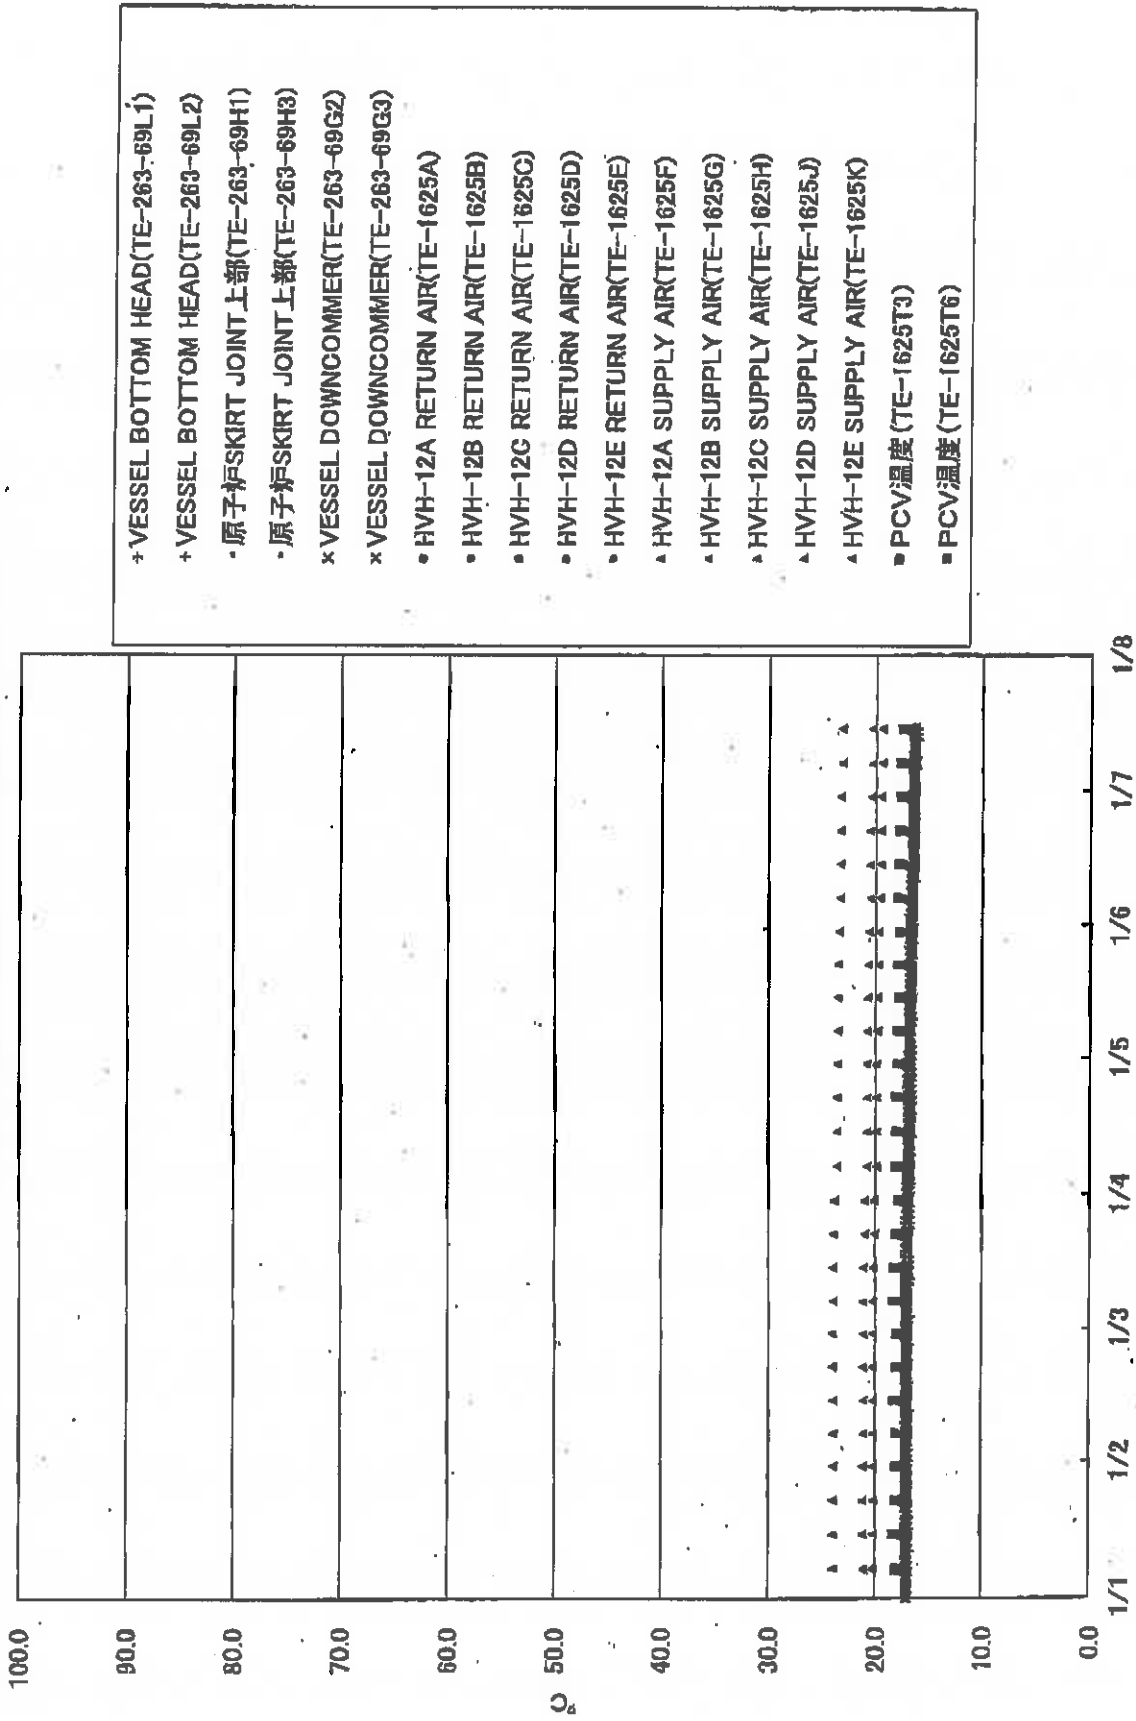 100.0
90.0
80.0
70.0
60.0
50.0
40.0
30.0
20.0
10.0
0.0
℃
1/1
1/2
1/3
1/4
1/5
1/6
1/7
1/8
+VESSEL BOTTOM HEAD(TE-263-69L1)
+VESSEL BOTTOM HEAD(TE-263-69L2)
・原子炉SKIRT JOINT上部(TE-263-69H1)
・原子炉SKIRT JOINT上部(TE-263-69H3)
×VESSEL DOWNCOMMER(TE-263-69G2)
×VESSEL DOWNCOMMER(TE-263-69G3)
●HVH-12A RETURN AIR(TE-1625A)
●HVH-12B RETURN AIR(TE-1625B)
●HVH-12C RETURN AIR(TE-1625C)
●HVH-12D RETURN AIR(TE-1625D)
●HVH-12E RETURN AIR(TE-1625E)
▲HVH-12A SUPPLY AIR(TE-1625F)
▲HVH-12B SUPPLY AIR(TE-1625G)
▲HVH-12C SUPPLY AIR(TE-1625H)
▲HVH-12D SUPPLY AIR(TE-1625J)
▲HVH-12E SUPPLY AIR(TE-1625K)
■PCV温度(TE-1625T3)
■PCV温度(TE-1625T6)